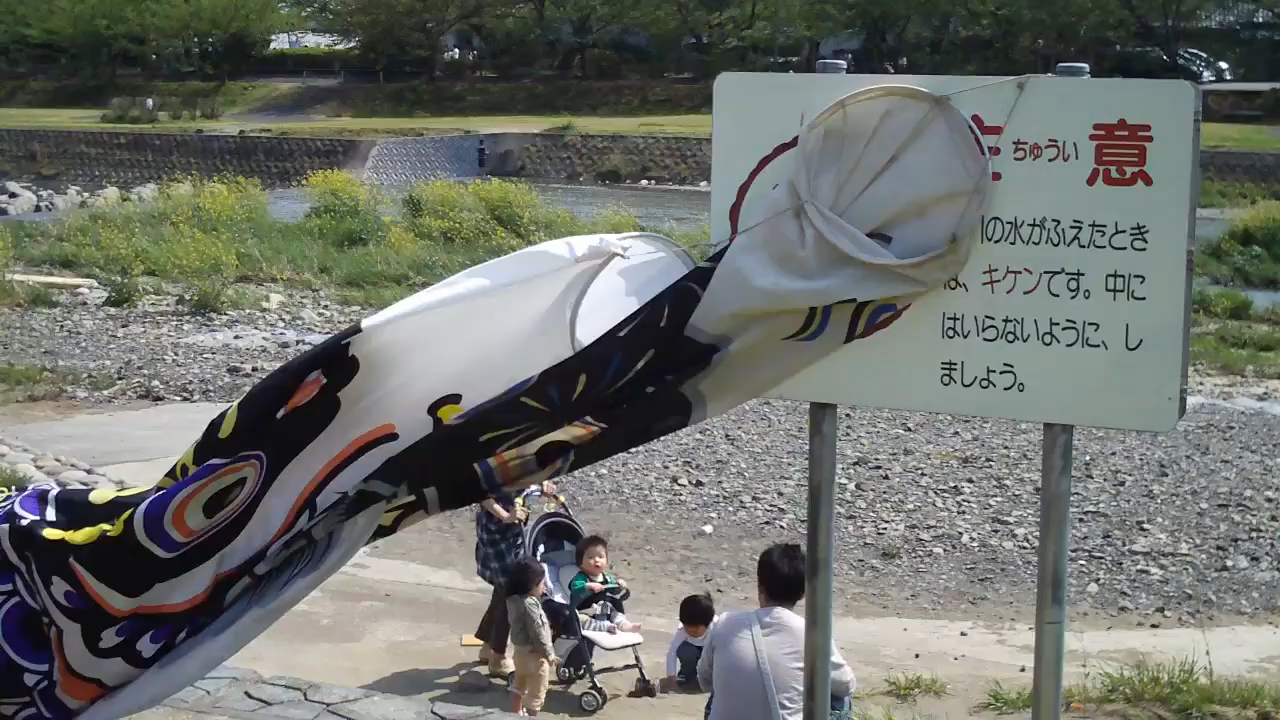 ちゅうい 意
の水がふえたとき
は、キケンです。中に
はいらないように、し
ましょう。